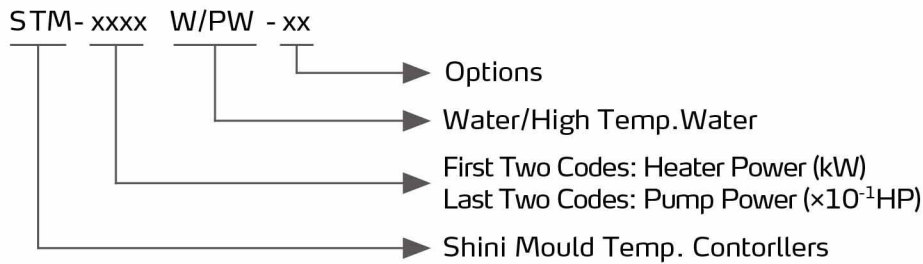 STM- xxxx W/PW - xx
Options
Water/High Temp.Water
First Two Codes: Heater Power (kW)
Last Two Codes: Pump Power (×10⁻¹HP)
Shini Mould Temp. Contorllers